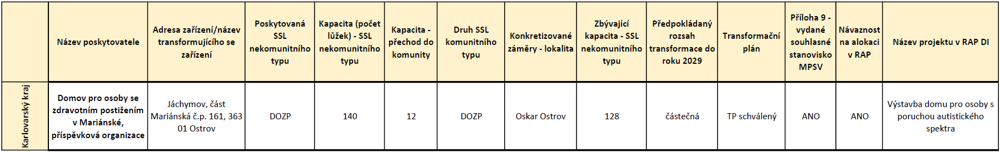 Název poskytovatele
Adresa zařízení/název
transformujícího se
zařízení
Poskytovaná
SSL
nekomunitního
typu
Kapacita (počet
lůžek) - SSL
nekomunitního
typu
Kapacita -
přechod do
komunity
Druh SSL
komunitního
typu
Konkretizované
záměry - lokalita
Zbývající
kapacita - SSL
nekomunitního
typu
Předpokládaný
rozsah
transformace do
roku 2029
Transformační
plán
Příloha 9 -
vydané
souhlasné
stanovisko
MPSV
Návaznost
na alokaci
v RAP
Název projektu v RAP DI
Karlovarský kraj
Domov pro osoby se
zdravotním postižením
v Mariánské,
příspěvková organizace
Jáchymov, část
Mariánská č.p. 161, 363
01 Ostrov
DOZP
140
12
DOZP
Oskar Ostrov
128
částečná
TP schválený
ANO
ANO
Výstavba domu pro osoby s
poruchou autistického
spektra